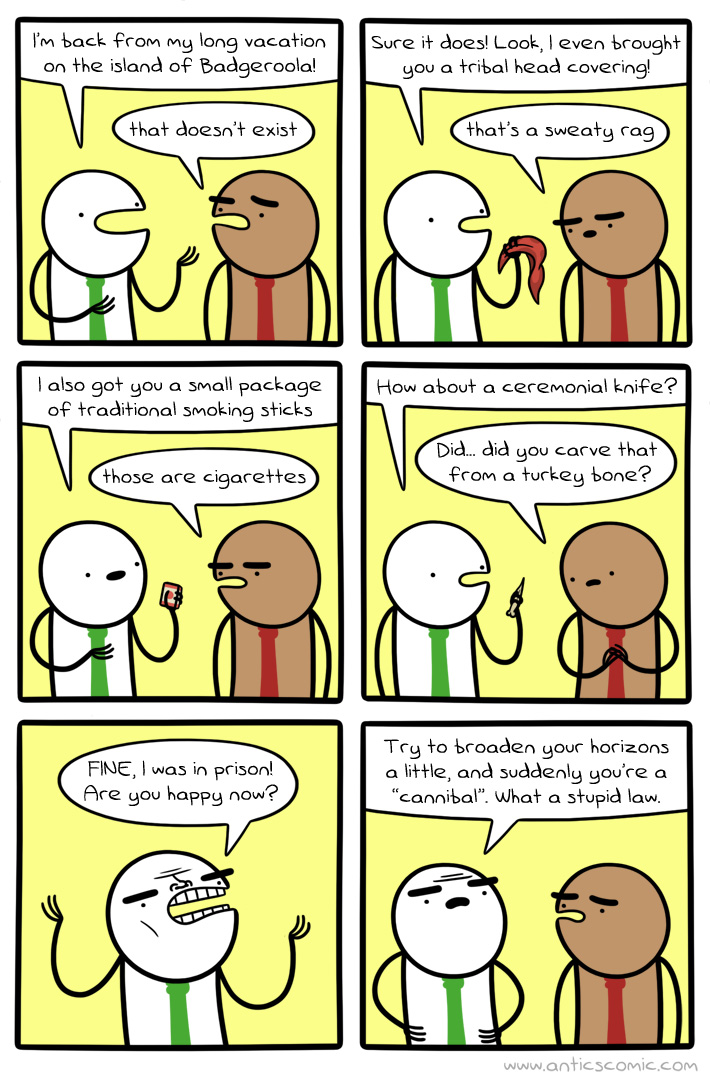 I'm back from my long vacation
on the island of Badgeroola!
that doesn't exist
Sure it does! Look, I even brought
you a tribal head covering!
that's a sweaty rag
I also got you a small package
of traditional smoking sticks
those are cigarettes
How about a ceremonial knife?
Did... did you carve that
from a turkey bone?
FINE, I was in prison!
Are you happy now?
Try to broaden your horizons
a little, and suddenly you're a
"cannibal". What a stupid law.
www.anticscomic.com